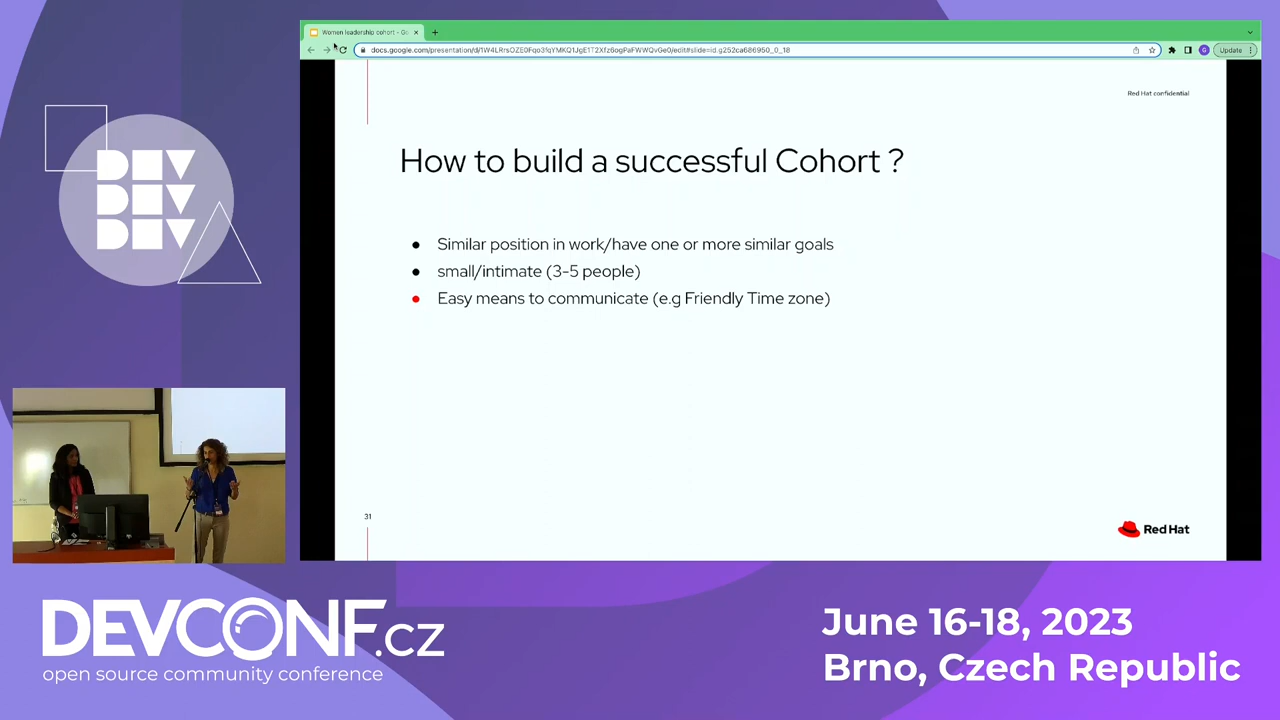 Women leadership cohort - Go
docs.google.com/presentation/d/1W4LRrsOZE0Fqo3fqYMKQ1JgE1T2Xfz6ogPaFWWQvGe0/edit#slide=id.g252ca686950_0_18
G
Update
Red Hat confidential
DEV
DEV
DEV
How to build a successful Cohort ?
Similar position in work/have one or more similar goals
small/intimate (3-5 people)
Easy means to communicate (e.g Friendly Time zone)
31
Red Hat
DEVCONF.cz
open source community conference
June 16-18, 2023
Brno, Czech Republic